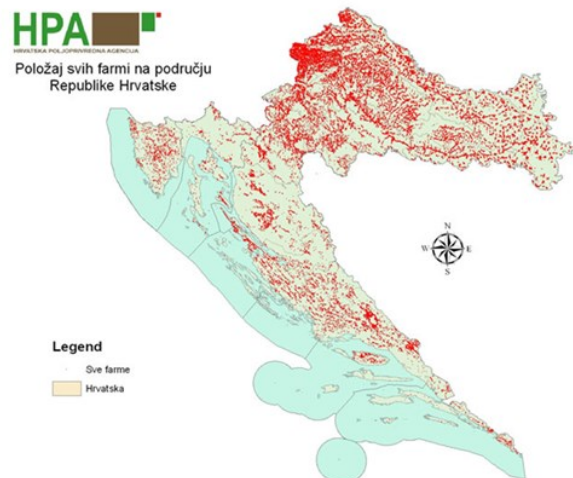 HPA
HRVATSKA POLJOPRIVREDNA AGENCIJA
Položaj svih farmi na području
Republike Hrvatske
N
W E
S
Legend
Sve farme
Hrvatska